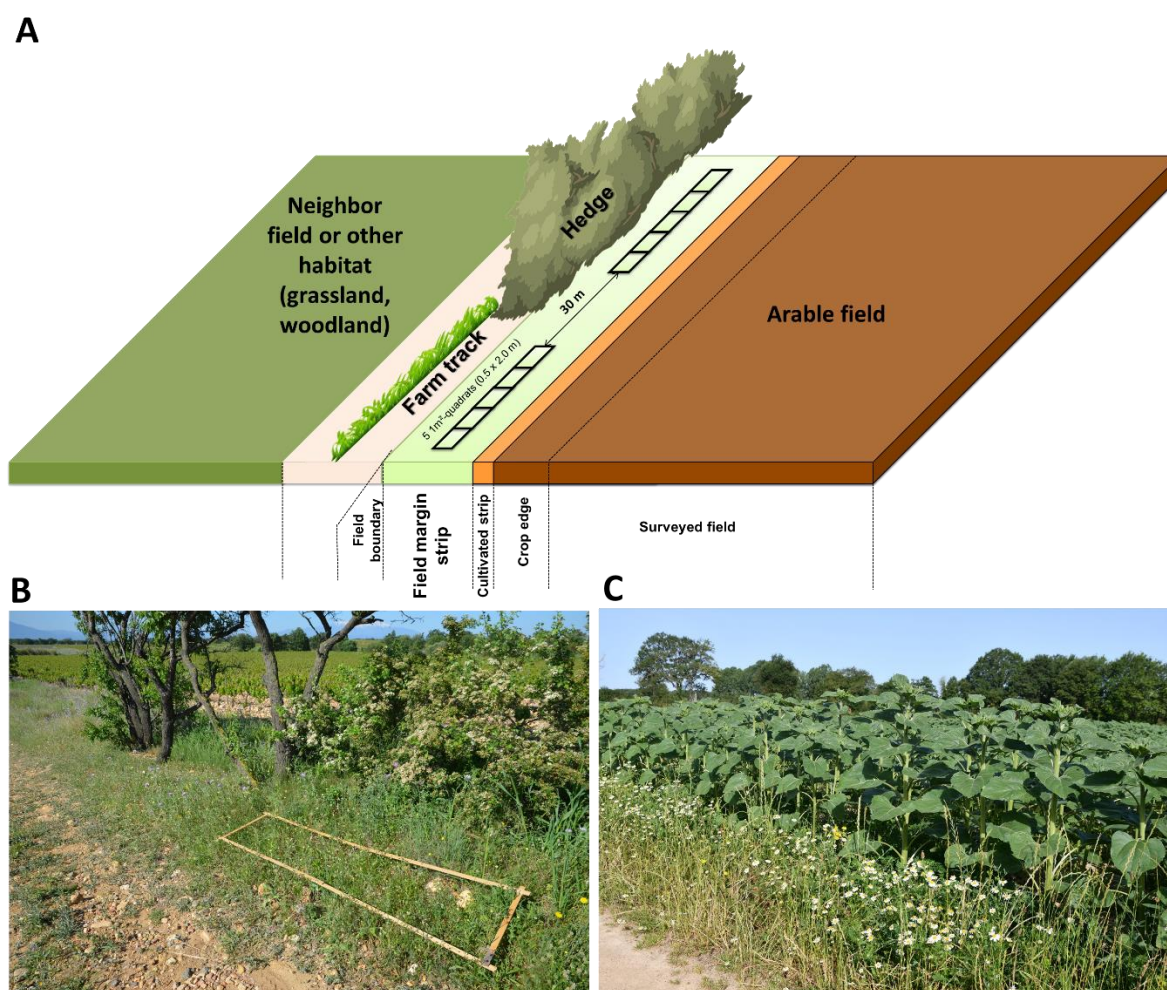 A
Neighbor
field or other
habitat
(grassland,
woodland)
Hedge
Farm track
5 1m²-quadrats (0.5 x 2.0 m)
30 m
Arable field
Field
boundary
Field margin
strip
Cultivated strip
Crop edge
Surveyed field
B
C